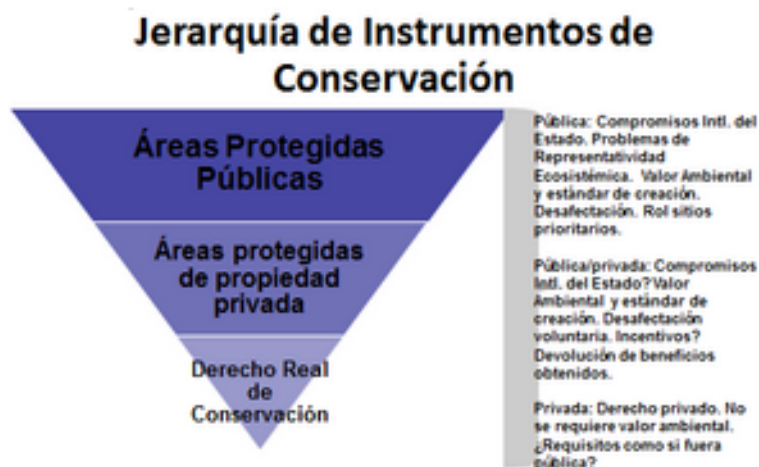 Jerarquía de Instrumentos de
Conservación
Áreas Protegidas
Públicas
Áreas protegidas
de propiedad
privada
Derecho Real
de
Conservación
Pública: Compromisos Intl. del
Estado. Problemas de
Representatividad
Ecosistémica. Valor Ambiental
y estándar de creación.
Desafectación. Rol sitios
prioritarios.
Pública/privada: Compromisos
Intl. del Estado? Valor
Ambiental y estándar de
creación. Desafectación
voluntaria. Incentivos?
Devolución de beneficios
obtenidos.
Privada: Derecho privado. No
se requiere valor ambiental.
¿Requisitos como si fuera
pública?